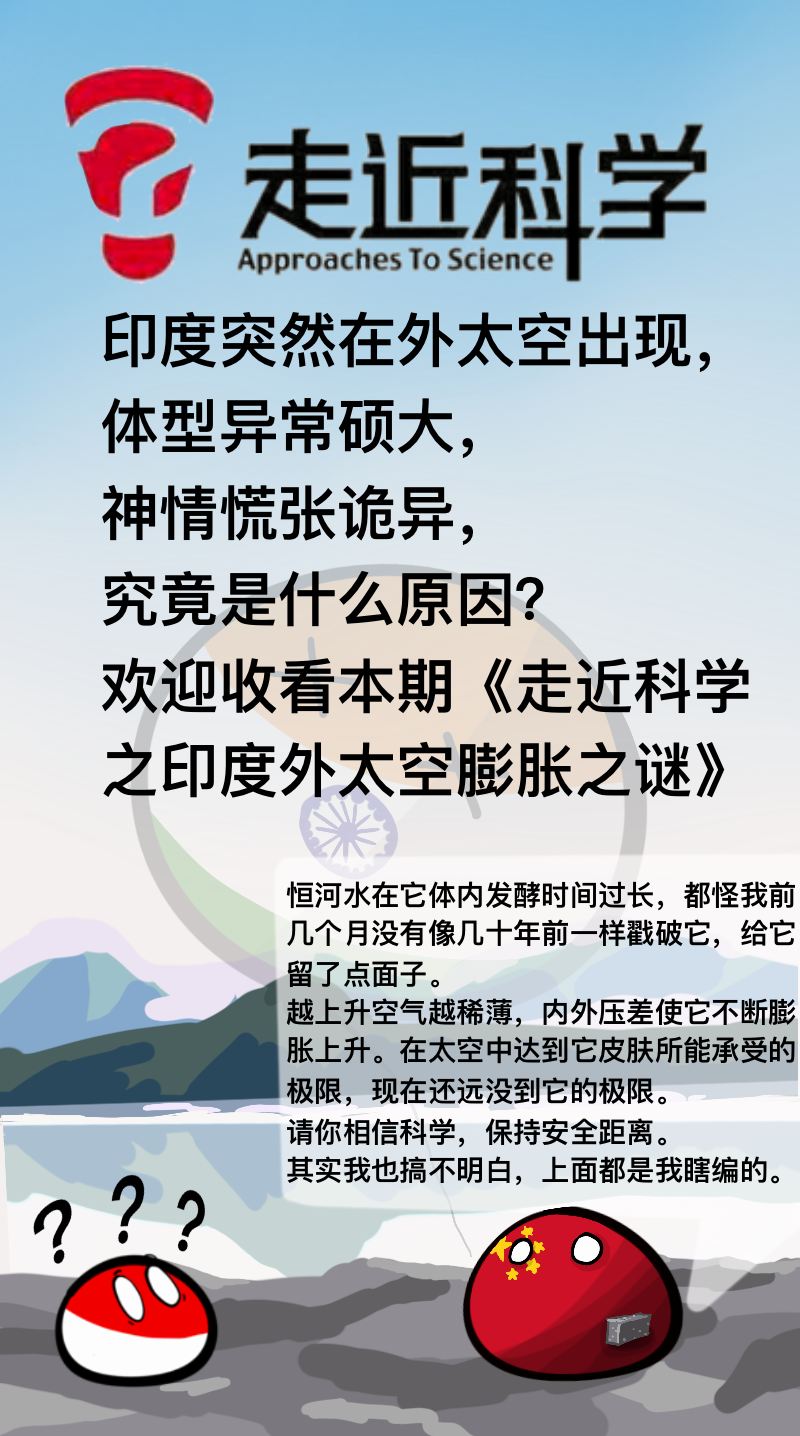 走近科学
Approaches To Science
印度突然在外太空出现，
体型异常硕大，
神情慌张诡异，
究竟是什么原因？
欢迎收看本期《走近科学
之印度外太空膨胀之谜》
恒河水在它体内发酵时间过长，都怪我前
几个月没有像几十年前一样戳破它，给它
留了点面子。
越上升空气越稀薄，内外压差使它不断膨
胀上升。在太空中达到它皮肤所能承受的
极限，现在还远没到它的极限。
请你相信科学，保持安全距离。
其实我也搞不明白，上面都是我瞎编的。
? ? ?